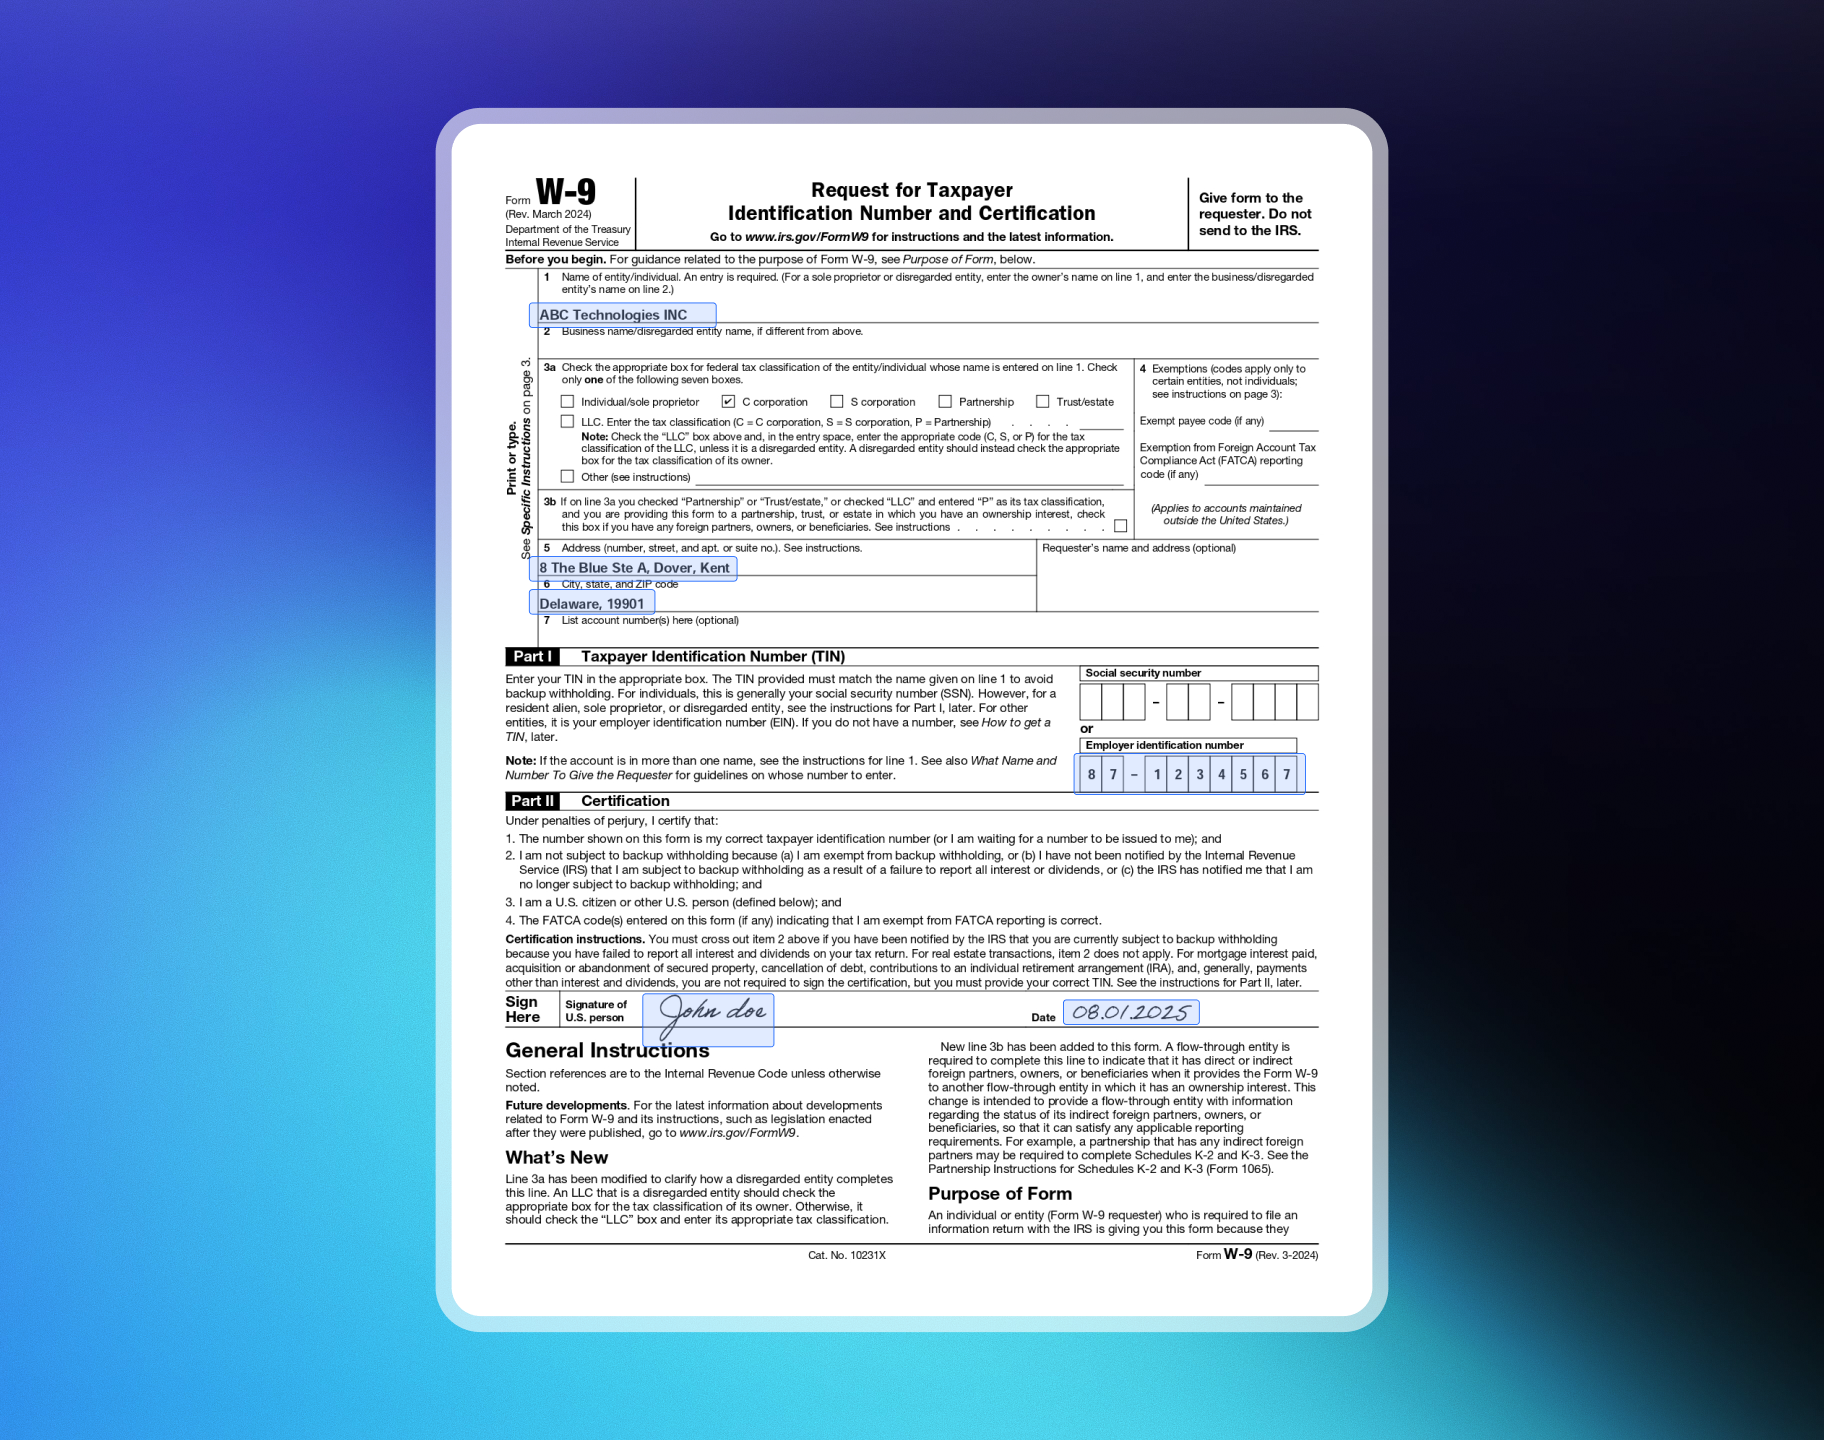 Form W-9
(Rev. March 2024)
Department of the Treasury
Internal Revenue Service
Request for Taxpayer
Identification Number and Certification
Go to www.irs.gov/FormW9 for instructions and the latest information.
Give form to the
requester. Do not
send to the IRS.
Before you begin. For guidance related to the purpose of Form W-9, see Purpose of Form, below.
Print or type.
See Specific Instructions on page 3.
1 Name of entity/individual. An entry is required. (For a sole proprietor or disregarded entity, enter the owner's name on line 1, and enter the business/disregarded
entity's name on line 2.)
ABC Technologies INC
2 Business name/disregarded entity name, if different from above.
3a Check the appropriate box for federal tax classification of the entity/individual whose name is entered on line 1. Check
only one of the following seven boxes.
Individual/sole proprietor ✔ C corporation S corporation Partnership Trust/estate
LLC. Enter the tax classification (C = C corporation, S = S corporation, P = Partnership) . . . .
Note: Check the “LLC” box above and, in the entry space, enter the appropriate code (C, S, or P) for the tax
classification of the LLC, unless it is a disregarded entity. A disregarded entity should instead check the appropriate
box for the tax classification of its owner.
Other (see instructions)
3b If on line 3a you checked “Partnership” or “Trust/estate,” or checked “LLC” and entered “P” as its tax classification,
and you are providing this form to a partnership, trust, or estate in which you have an ownership interest, check
this box if you have any foreign partners, owners, or beneficiaries. See instructions . . . . . . . . .
4 Exemptions (codes apply only to
certain entities, not individuals;
see instructions on page 3):
Exempt payee code (if any)
Exemption from Foreign Account Tax
Compliance Act (FATCA) reporting
code (if any)
(Applies to accounts maintained
outside the United States.)
5 Address (number, street, and apt. or suite no.). See instructions.
8 The Blue Ste A, Dover, Kent
6 City, state, and ZIP code
Delaware, 19901
Requester's name and address (optional)
7 List account number(s) here (optional)
Part I Taxpayer Identification Number (TIN)
Enter your TIN in the appropriate box. The TIN provided must match the name given on line 1 to avoid
backup withholding. For individuals, this is generally your social security number (SSN). However, for a
resident alien, sole proprietor, or disregarded entity, see the instructions for Part I, later. For other
entities, it is your employer identification number (EIN). If you do not have a number, see How to get a
TIN, later.
Note: If the account is in more than one name, see the instructions for line 1. See also What Name and
Number To Give the Requester for guidelines on whose number to enter.
Social security number
– –
or
Employer identification number
8 7 – 1 2 3 4 5 6 7
Part II Certification
Under penalties of perjury, I certify that:
1. The number shown on this form is my correct taxpayer identification number (or I am waiting for a number to be issued to me); and
2. I am not subject to backup withholding because (a) I am exempt from backup withholding, or (b) I have not been notified by the Internal Revenue
Service (IRS) that I am subject to backup withholding as a result of a failure to report all interest or dividends, or (c) the IRS has notified me that I am
no longer subject to backup withholding; and
3. I am a U.S. citizen or other U.S. person (defined below); and
4. The FATCA code(s) entered on this form (if any) indicating that I am exempt from FATCA reporting is correct.
Certification instructions. You must cross out item 2 above if you have been notified by the IRS that you are currently subject to backup withholding
because you have failed to report all interest and dividends on your tax return. For real estate transactions, item 2 does not apply. For mortgage interest paid,
acquisition or abandonment of secured property, cancellation of debt, contributions to an individual retirement arrangement (IRA), and, generally, payments
other than interest and dividends, you are not required to sign the certification, but you must provide your correct TIN. See the instructions for Part II, later.
Sign
Here
Signature of
U.S. person
John doe
Date 08.01.2025
General Instructions
Section references are to the Internal Revenue Code unless otherwise
noted.
Future developments. For the latest information about developments
related to Form W-9 and its instructions, such as legislation enacted
after they were published, go to www.irs.gov/FormW9.
What's New
Line 3a has been modified to clarify how a disregarded entity completes
this line. An LLC that is a disregarded entity should check the
appropriate box for the tax classification of its owner. Otherwise, it
should check the “LLC” box and enter its appropriate tax classification.
New line 3b has been added to this form. A flow-through entity is
required to complete this line to indicate that it has direct or indirect
foreign partners, owners, or beneficiaries when it provides the Form W-9
to another flow-through entity in which it has an ownership interest. This
change is intended to provide a flow-through entity with information
regarding the status of its indirect foreign partners, owners, or
beneficiaries, so that it can satisfy any applicable reporting
requirements. For example, a partnership that has any indirect foreign
partners may be required to complete Schedules K-2 and K-3. See the
Partnership Instructions for Schedules K-2 and K-3 (Form 1065).
Purpose of Form
An individual or entity (Form W-9 requester) who is required to file an
information return with the IRS is giving you this form because they
Cat. No. 10231X
Form W-9 (Rev. 3-2024)